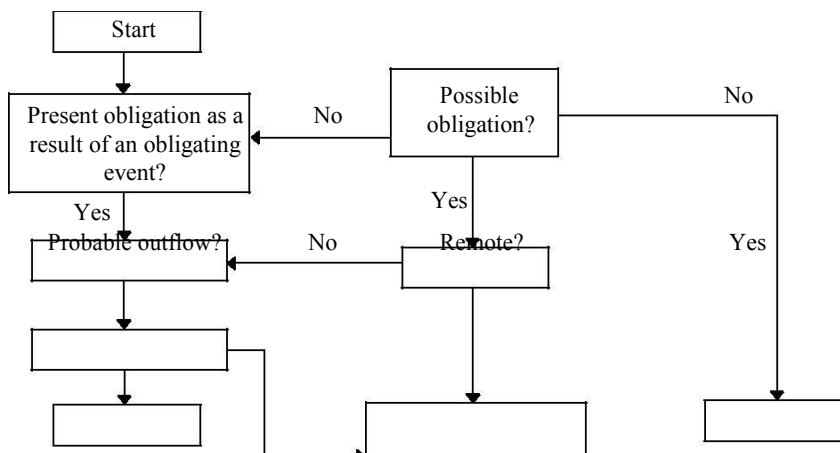 Start
Present obligation as a
result of an obligating
event?
No
Possible
obligation?
No
Yes
Yes
Probable outflow?
No
Remote?
Yes